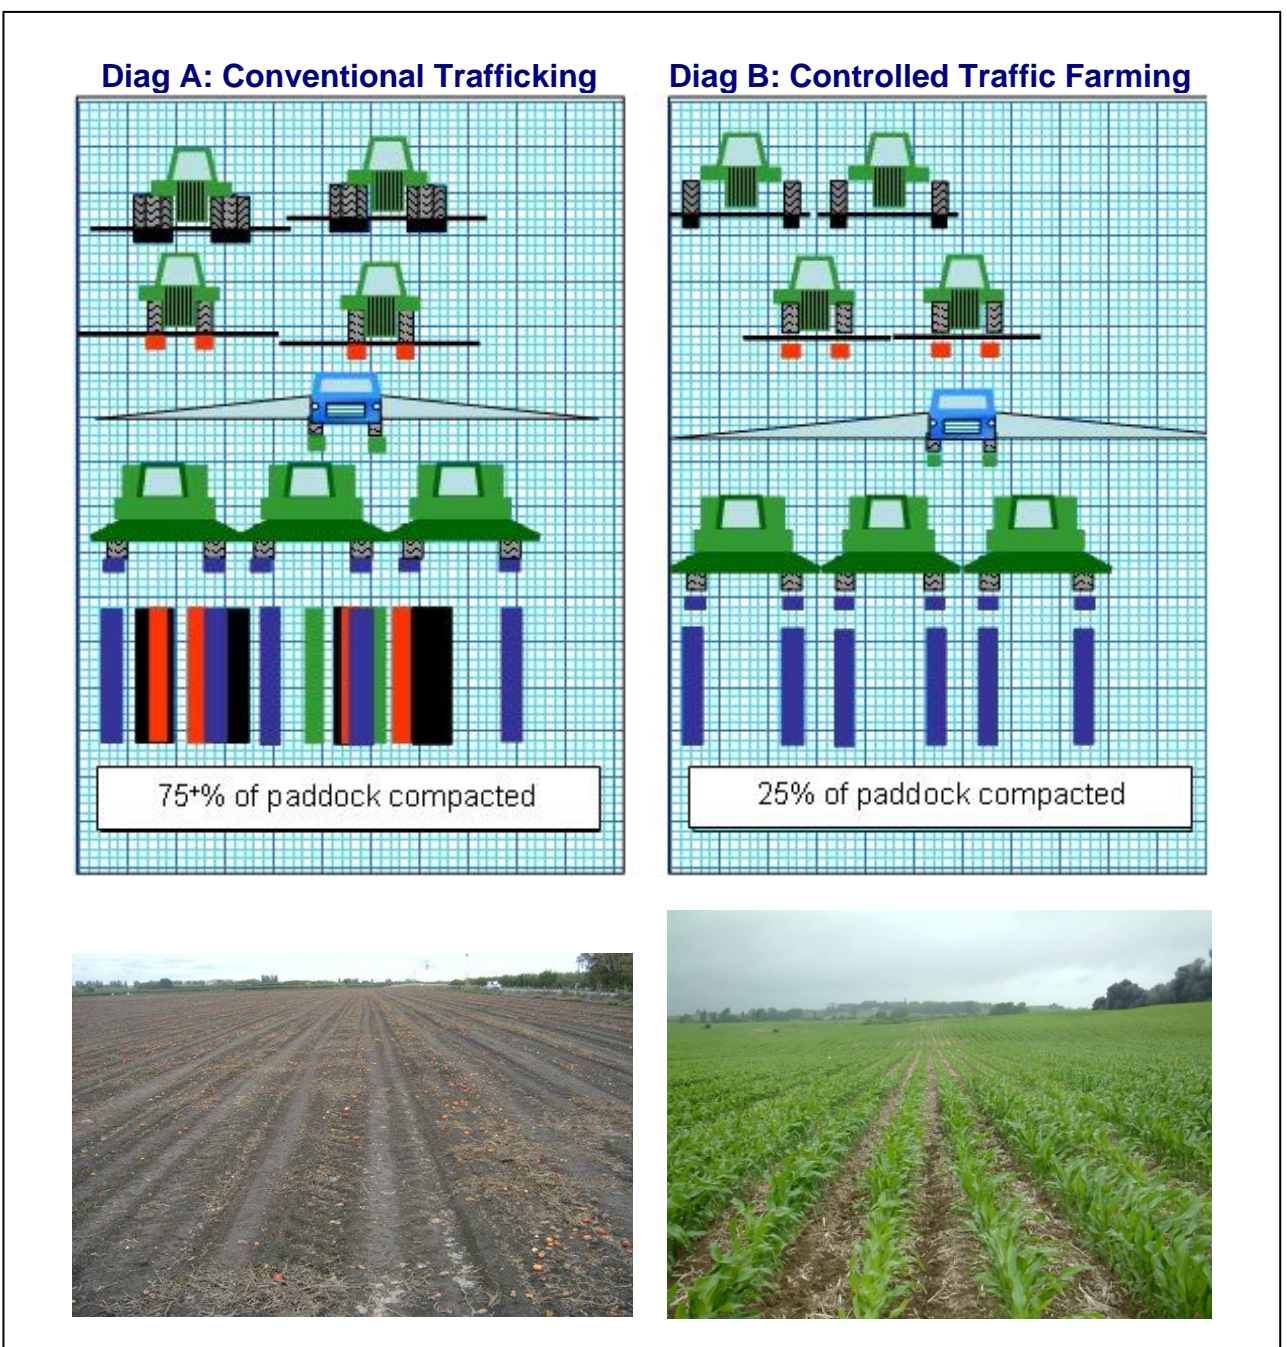 Diag A: Conventional Trafficking
Diag B: Controlled Traffic Farming
75⁺% of paddock compacted
25% of paddock compacted